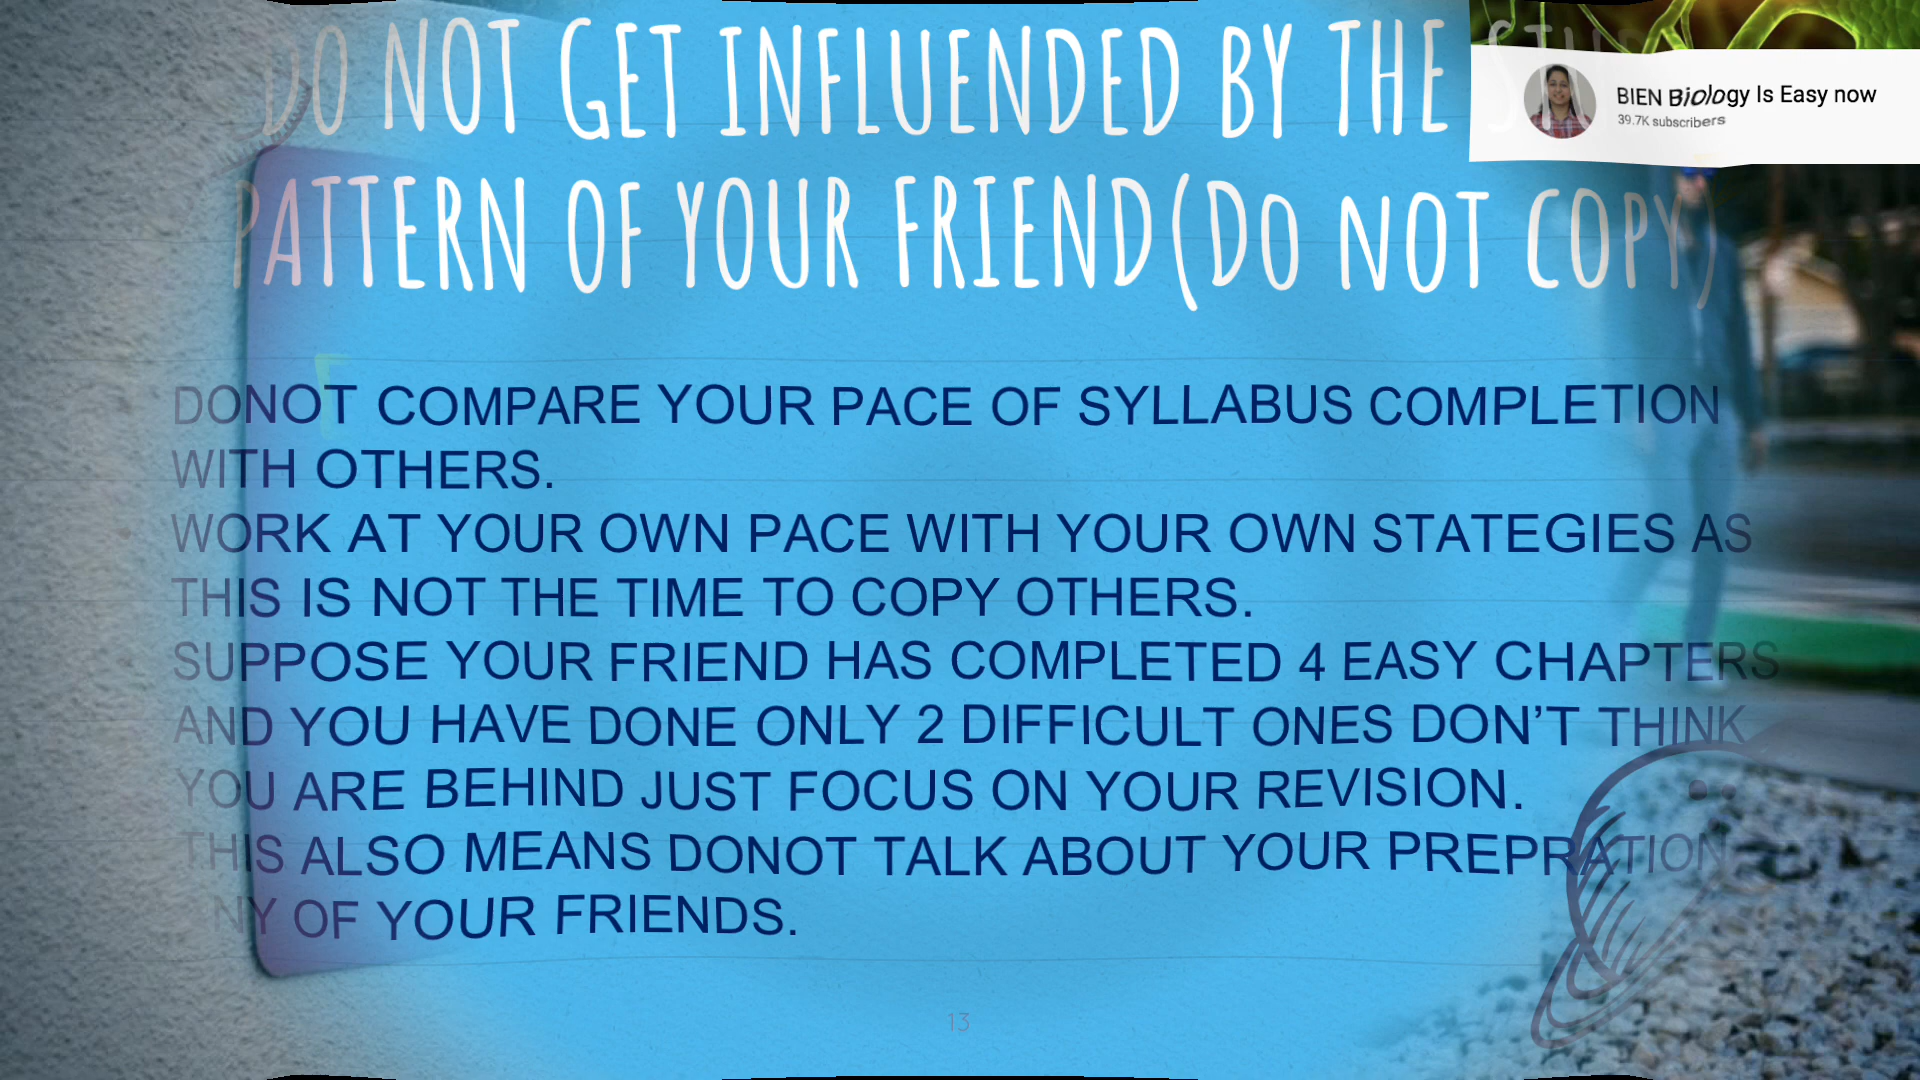 DO NOT GET INFLUENDED BY THE
PATTERN OF YOUR FRIEND(DO NOT COPY)
BIEN Biology Is Easy now
39.7K subscribers
DONOT COMPARE YOUR PACE OF SYLLABUS COMPLETION
WITH OTHERS.
WORK AT YOUR OWN PACE WITH YOUR OWN STATEGIES AS
THIS IS NOT THE TIME TO COPY OTHERS.
SUPPOSE YOUR FRIEND HAS COMPLETED 4 EASY CHAPTERS
AND YOU HAVE DONE ONLY 2 DIFFICULT ONES DON'T THINK
YOU ARE BEHIND JUST FOCUS ON YOUR REVISION.
THIS ALSO MEANS DONOT TALK ABOUT YOUR PREPRATION
OF YOUR FRIENDS.
13